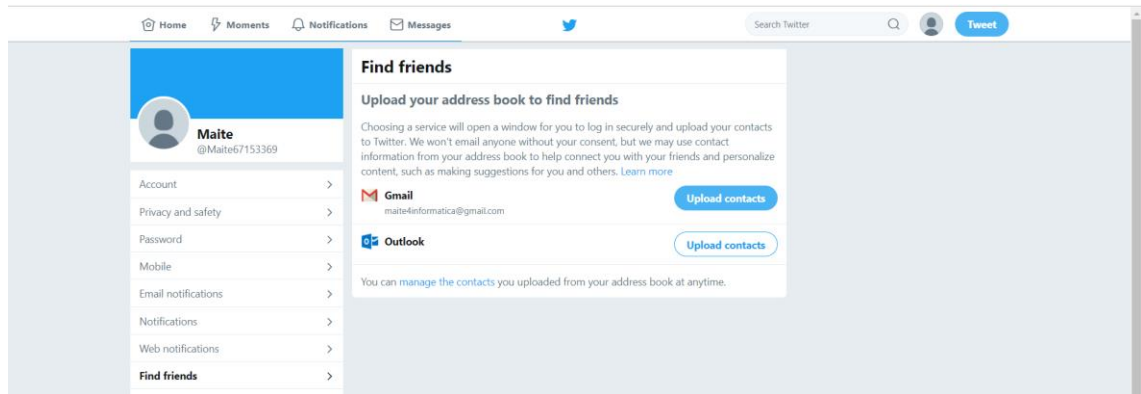 Home Moments Notifications Messages Search Twitter Tweet
Maite
@Maite67153369
Account
Privacy and safety
Password
Mobile
Email notifications
Notifications
Web notifications
Find friends
Find friends
Upload your address book to find friends
Choosing a service will open a window for you to log in securely and upload your contacts
to Twitter. We won't email anyone without your consent, but we may use contact
information from your address book to help connect you with your friends and personalize
content, such as making suggestions for you and others. Learn more
Gmail
maite4informatica@gmail.com
Upload contacts
Outlook
Upload contacts
You can manage the contacts you uploaded from your address book at anytime.